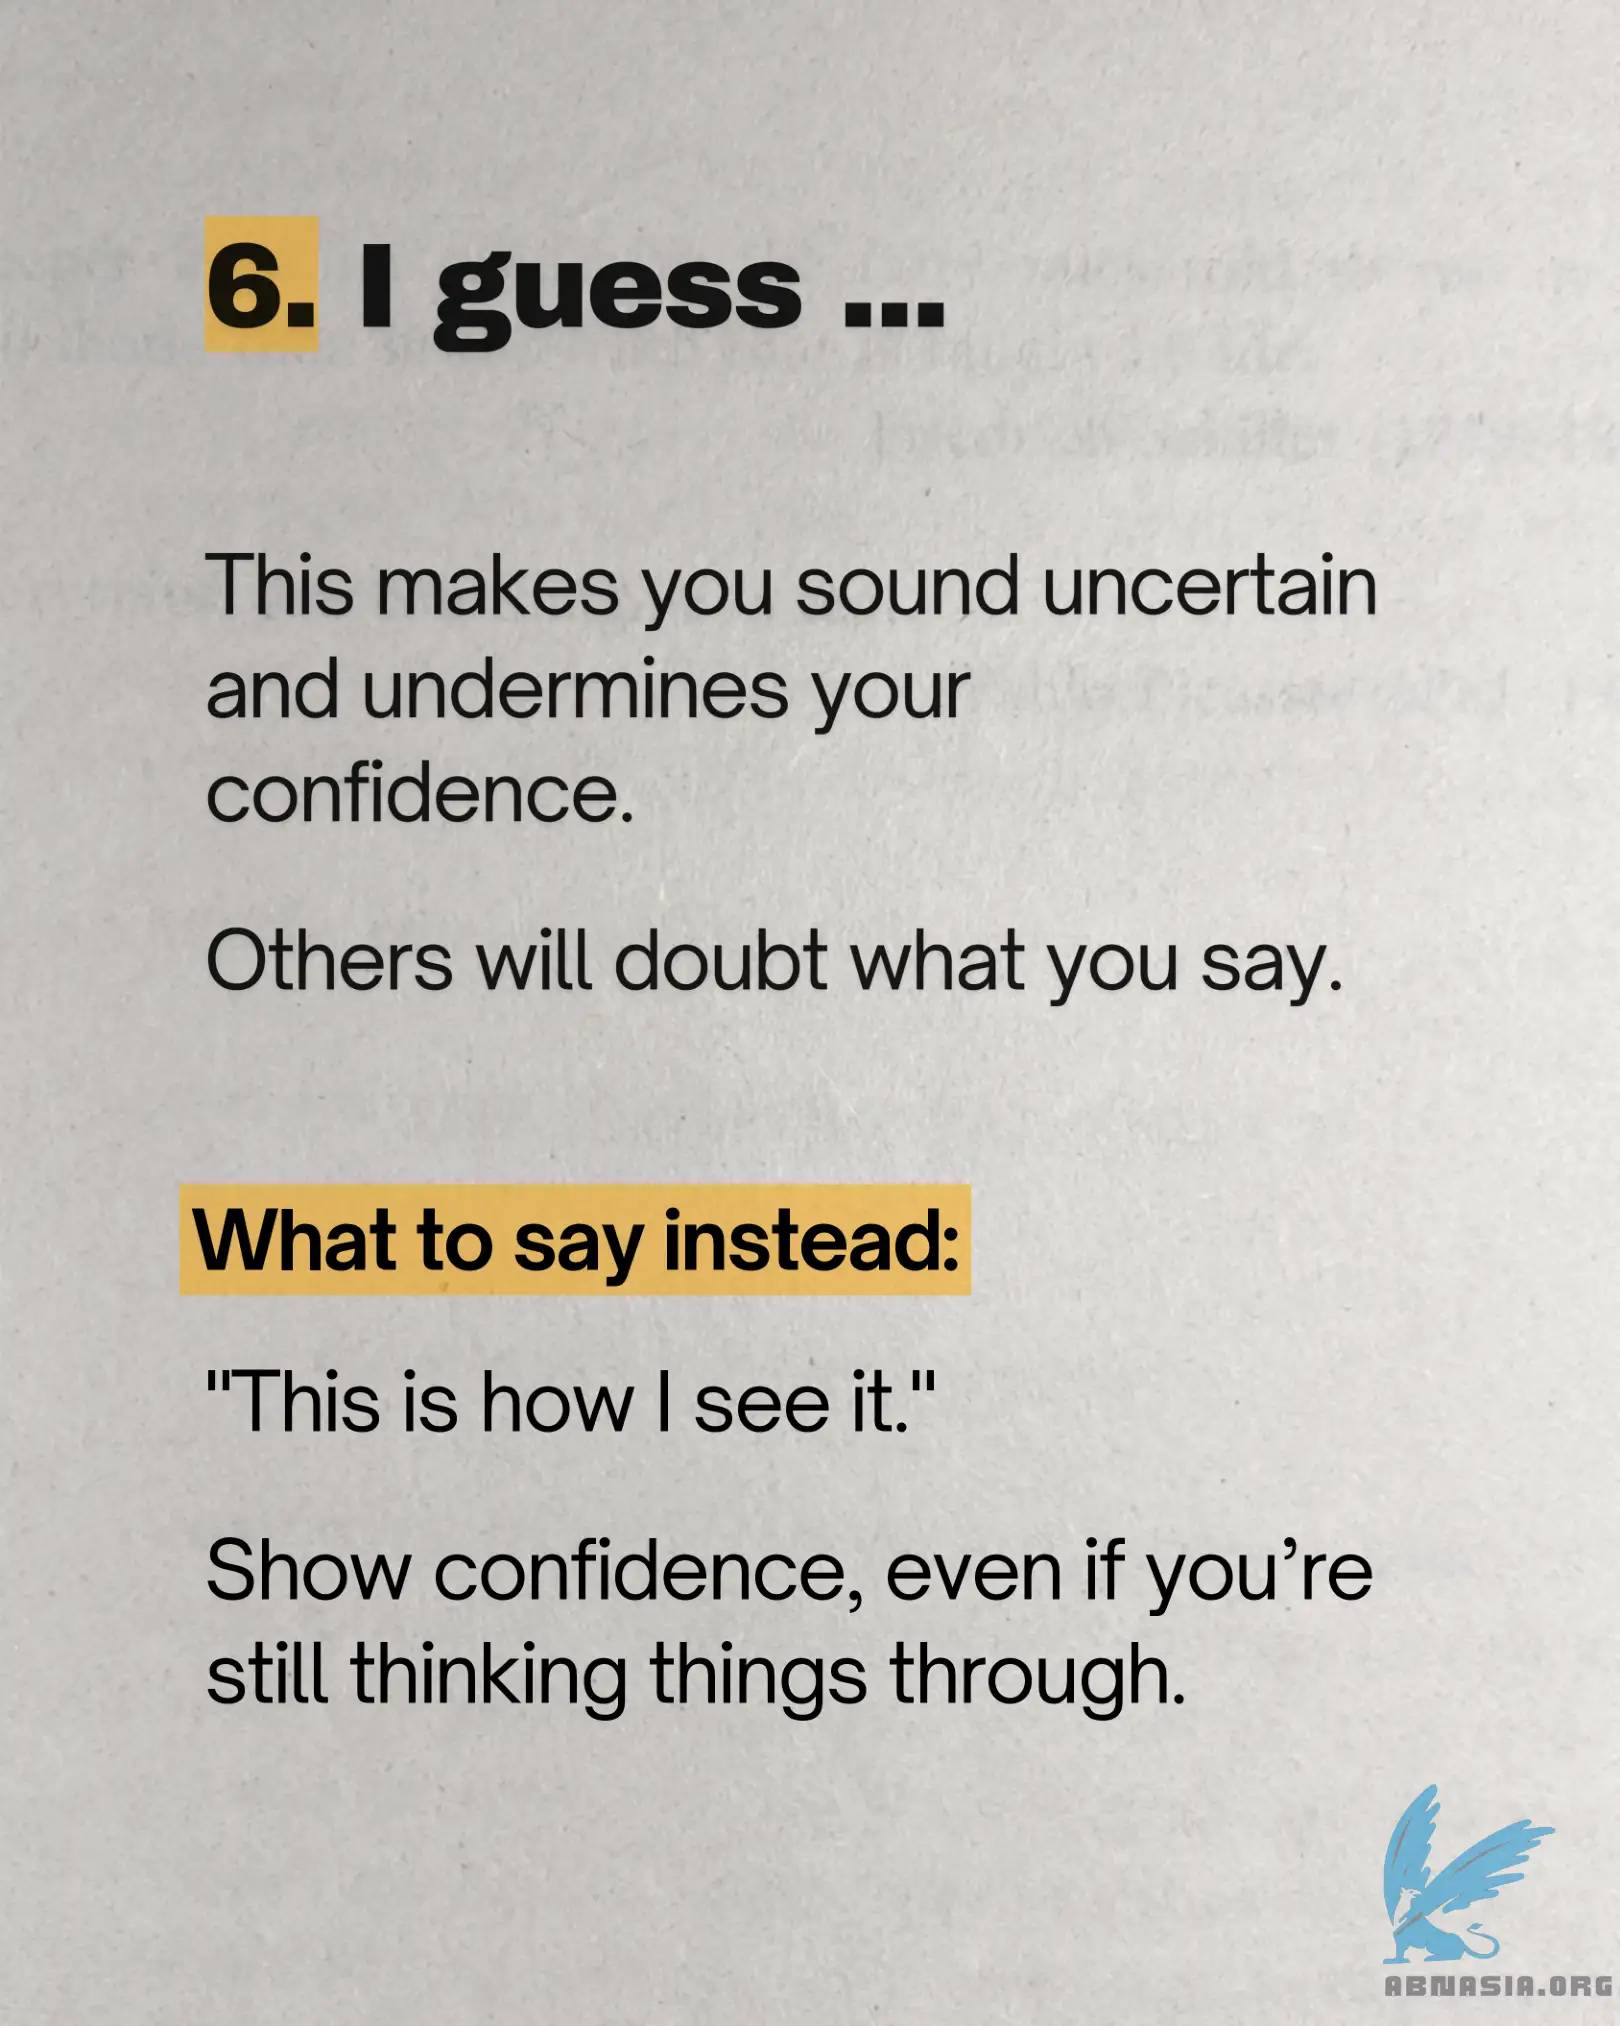 6. I guess ...
This makes you sound uncertain
and undermines your
confidence.
Others will doubt what you say.
What to say instead:
"This is how I see it."
Show confidence, even if you’re
still thinking things through.
ABNASIA.ORG